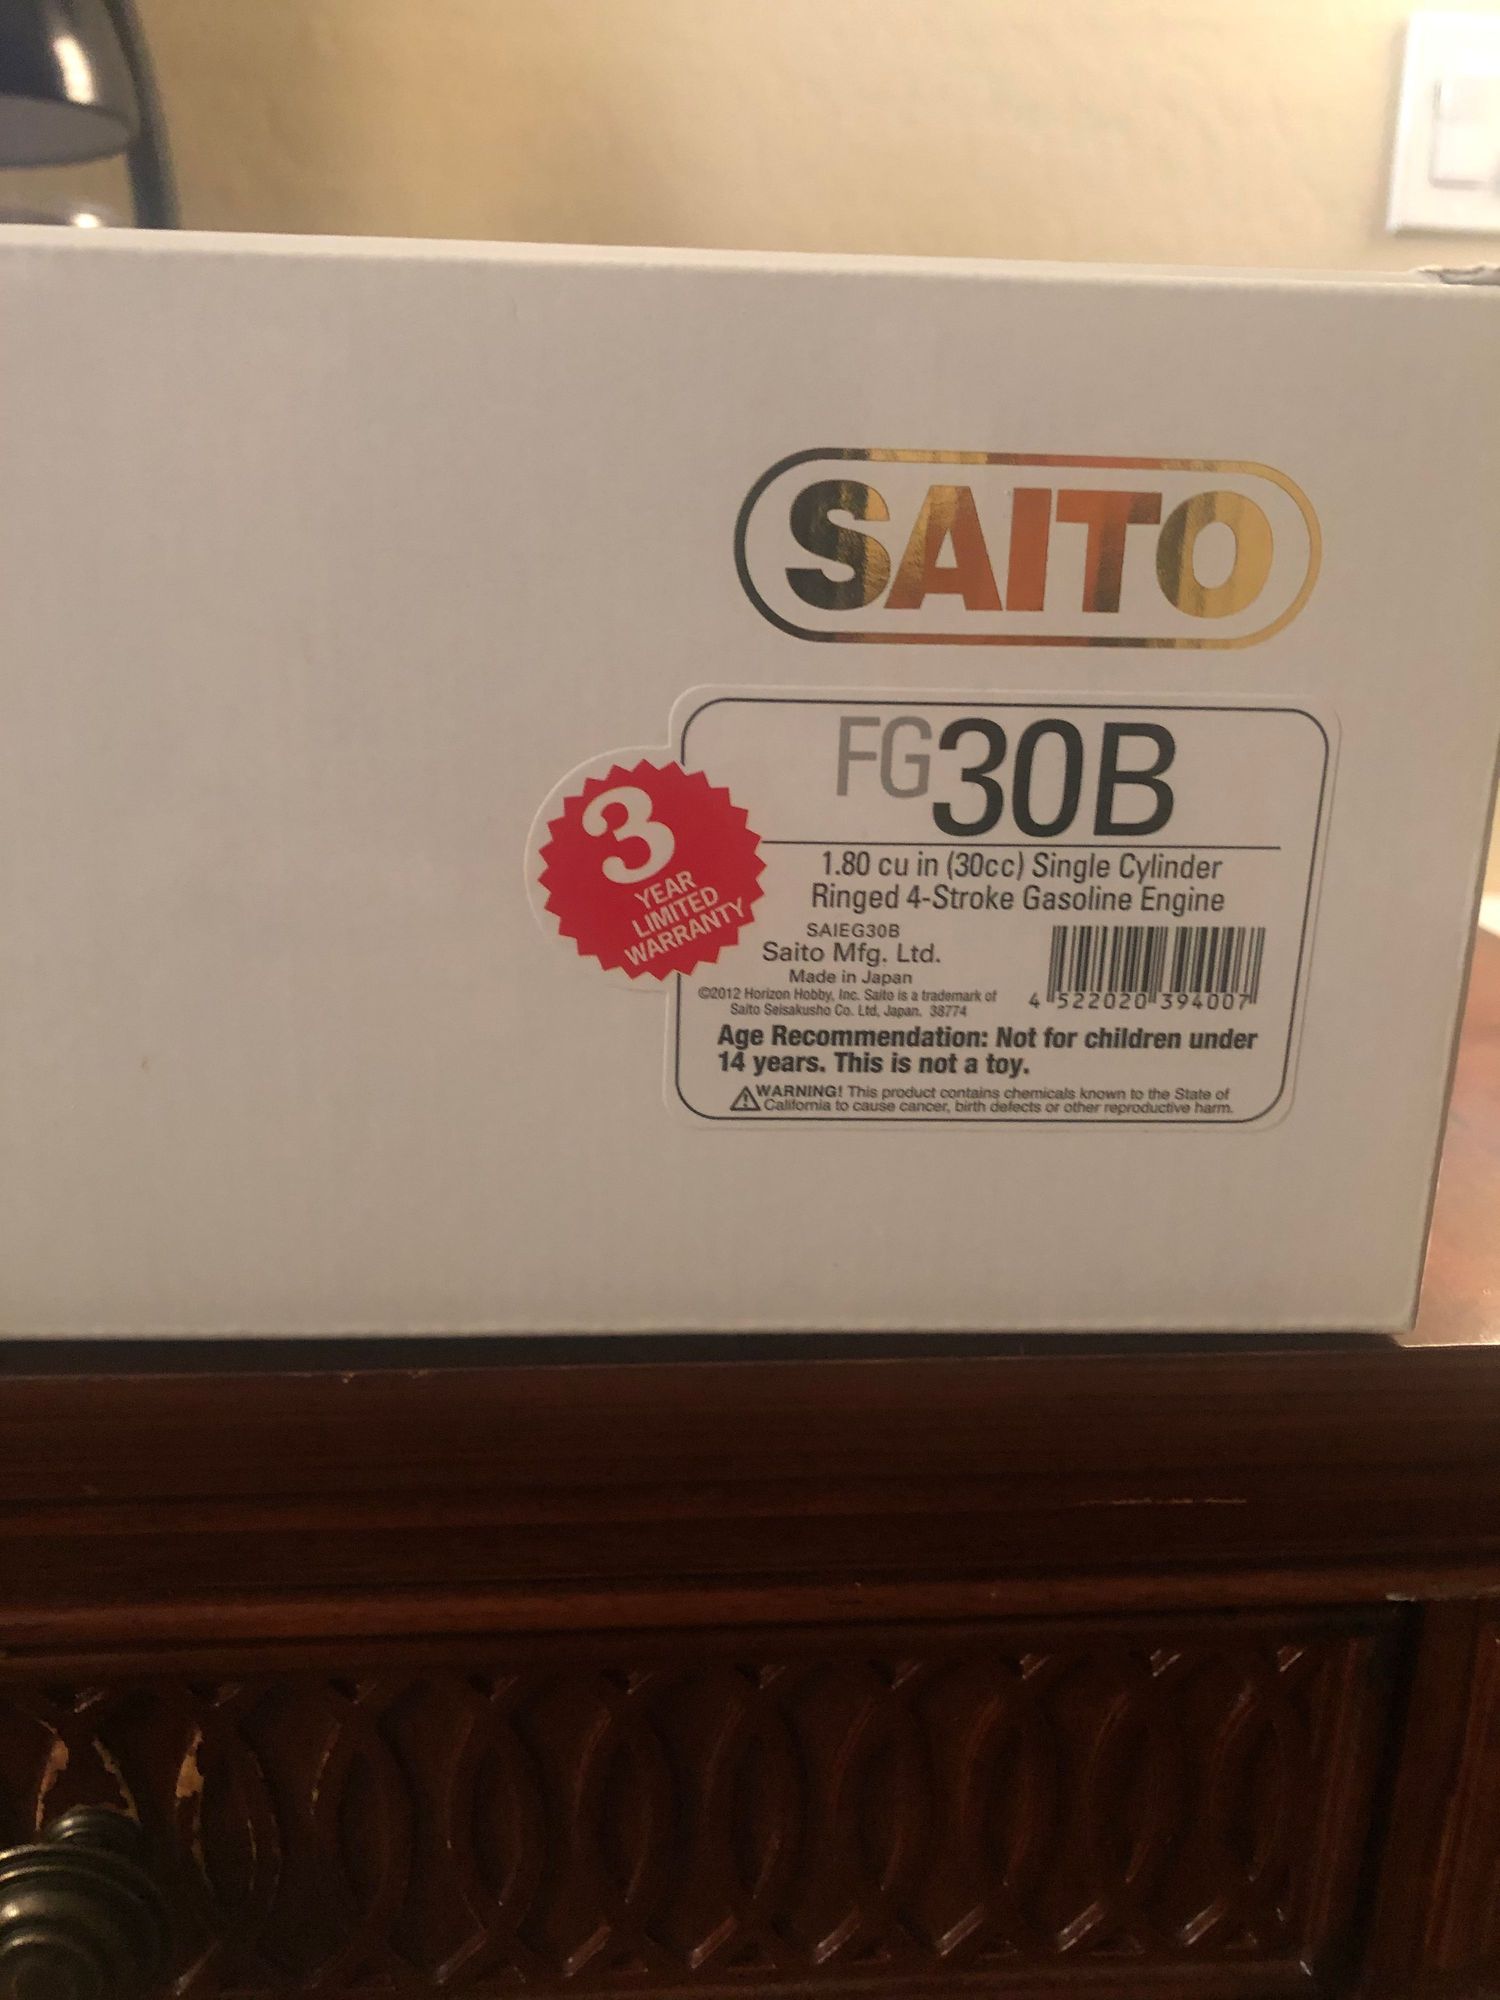 SAITO
FG30B
3
YEAR
LIMITED
WARRANTY
1.80 cu in (30cc) Single Cylinder
Ringed 4-Stroke Gasoline Engine
SAIEG30B
Saito Mfg. Ltd.
Made in Japan
©2012 Horizon Hobby, Inc. Saito is a trademark of
Saito Seisakusho Co. Ltd, Japan. 38774
4 522020 394007
Age Recommendation: Not for children under
14 years. This is not a toy.
WARNING! This product contains chemicals known to the State of
California to cause cancer, birth defects or other reproductive harm.